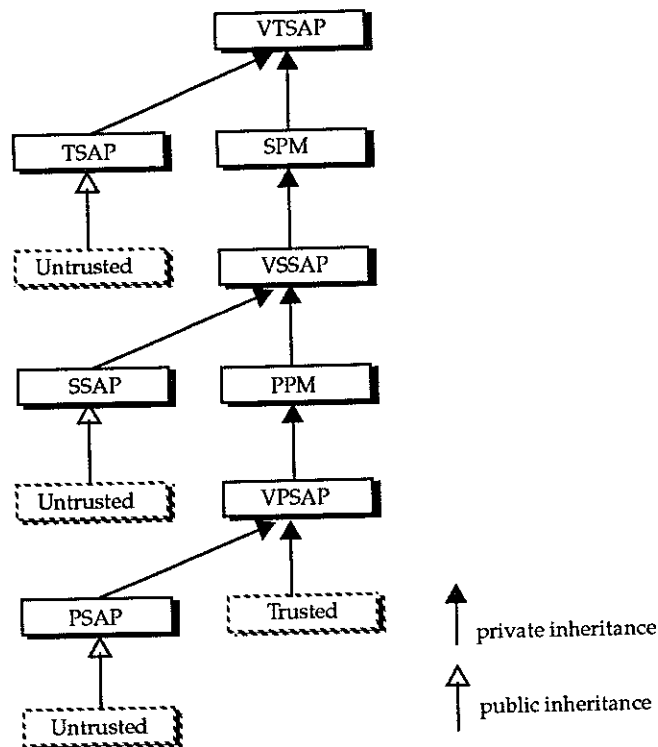 VTSAP
TSAP
SPM
Untrusted
VSSAP
SSAP
PPM
Untrusted
VPSAP
PSAP
Trusted
private inheritance
Untrusted
public inheritance